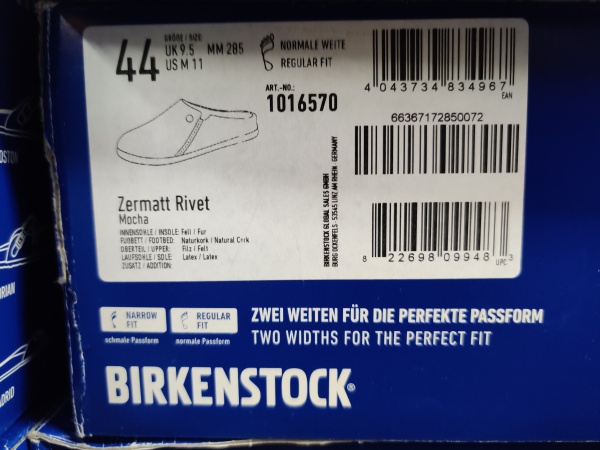 44
GRÖSSE / SIZE:
UK 9.5 MM 285
US M 11
NORMALE WEITE
REGULAR FIT
ART.-NO.:
1016570
4 043734 834967
EAN
66367172850072
8 22698 09948 3
UPC
Zermatt Rivet
Mocha
INNENSOHLE / INSOLE: Fell / Fur
FUßBETT / FOOTBED: Naturkork / Natural Cork
OBERTEIL / UPPER: Filz / Felt
LAUFSOHLE / SOLE: Latex / Latex
ZUSATZ / ADDITION:
BIRKENSTOCK GLOBAL SALES GMBH
BURG OCKENFELS · 53545 LINZ AM RHEIN · GERMANY
NARROW
FIT
schmale Passform
REGULAR
FIT
normale Passform
ZWEI WEITEN FÜR DIE PERFEKTE PASSFORM
TWO WIDTHS FOR THE PERFECT FIT
BIRKENSTOCK®